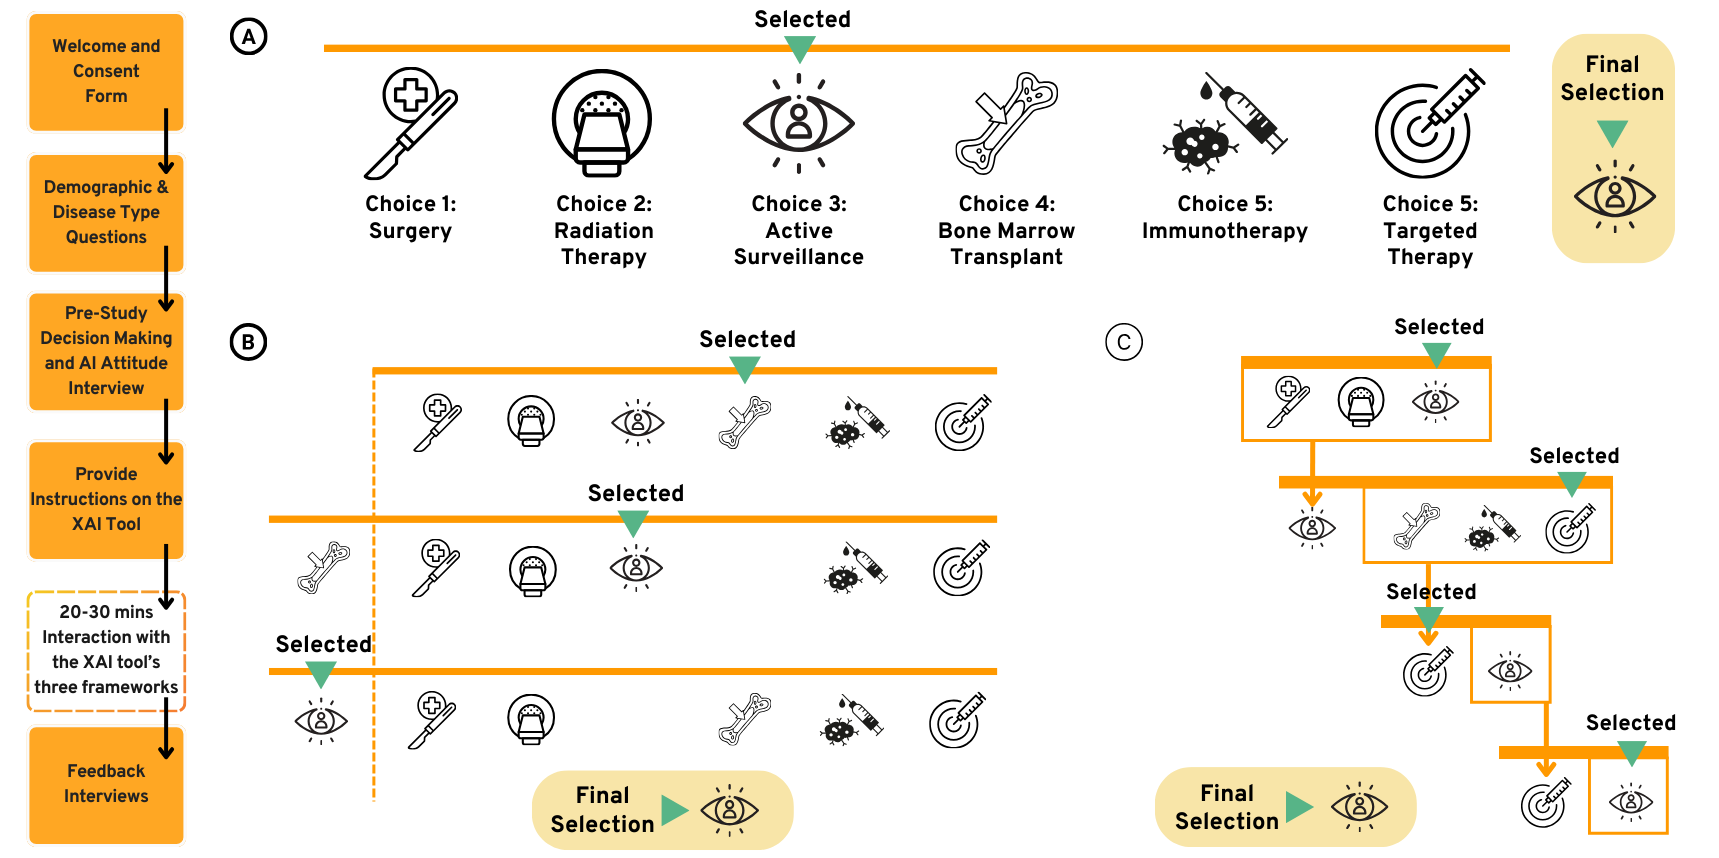 Welcome and
Consent
Form
Demographic &
Disease Type
Questions
Pre-Study
Decision Making
and AI Attitude
Interview
Provide
Instructions on the
XAI Tool
20-30 mins
Interaction with
the XAI tool's
three frameworks
Feedback
Interviews
A
Selected
Choice 1:
Surgery
Choice 2:
Radiation
Therapy
Choice 3:
Active
Surveillance
Choice 4:
Bone Marrow
Transplant
Choice 5:
Immunotherapy
Choice 5:
Targeted
Therapy
Final
Selection
B
Selected
Selected
Selected
Final
Selection
C
Selected
Selected
Selected
Selected
Final
Selection